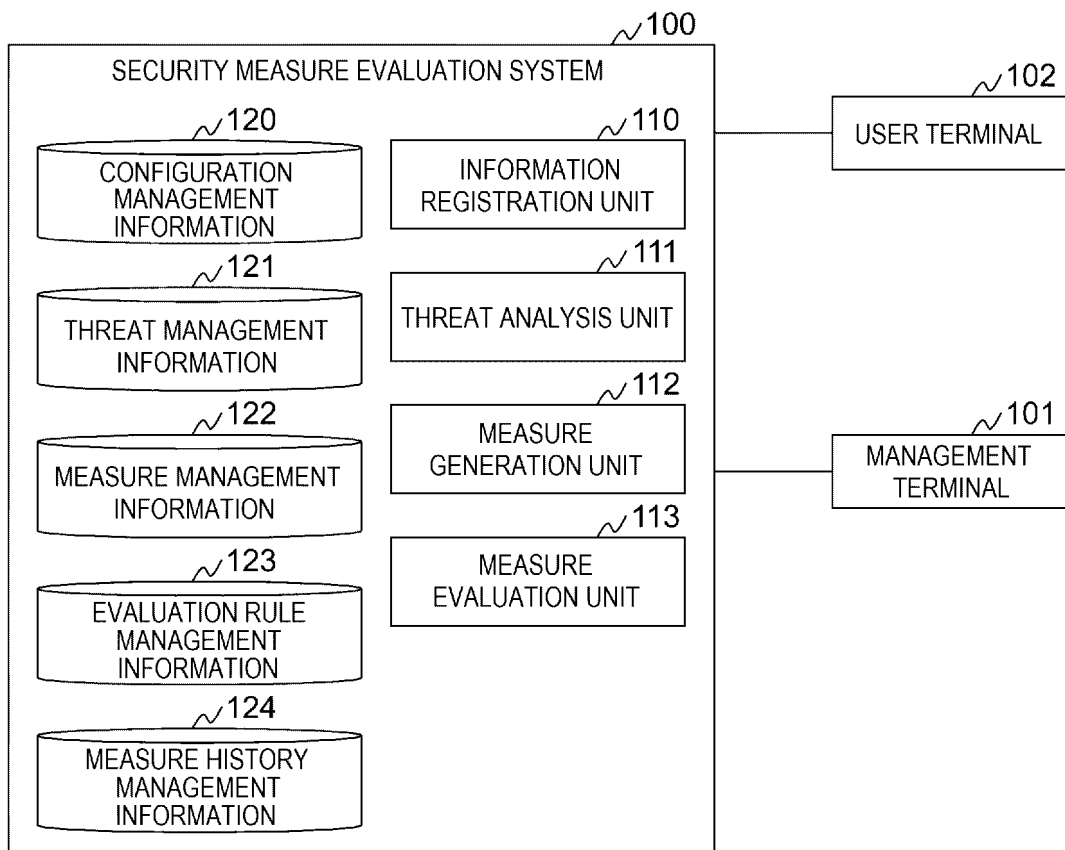 100
SECURITY MEASURE EVALUATION SYSTEM
120
CONFIGURATION
MANAGEMENT
INFORMATION
121
THREAT MANAGEMENT
INFORMATION
122
MEASURE MANAGEMENT
INFORMATION
123
EVALUATION RULE
MANAGEMENT
INFORMATION
124
MEASURE HISTORY
MANAGEMENT
INFORMATION
110
INFORMATION
REGISTRATION UNIT
111
THREAT ANALYSIS UNIT
112
MEASURE
GENERATION UNIT
113
MEASURE
EVALUATION UNIT
102
USER TERMINAL
101
MANAGEMENT
TERMINAL